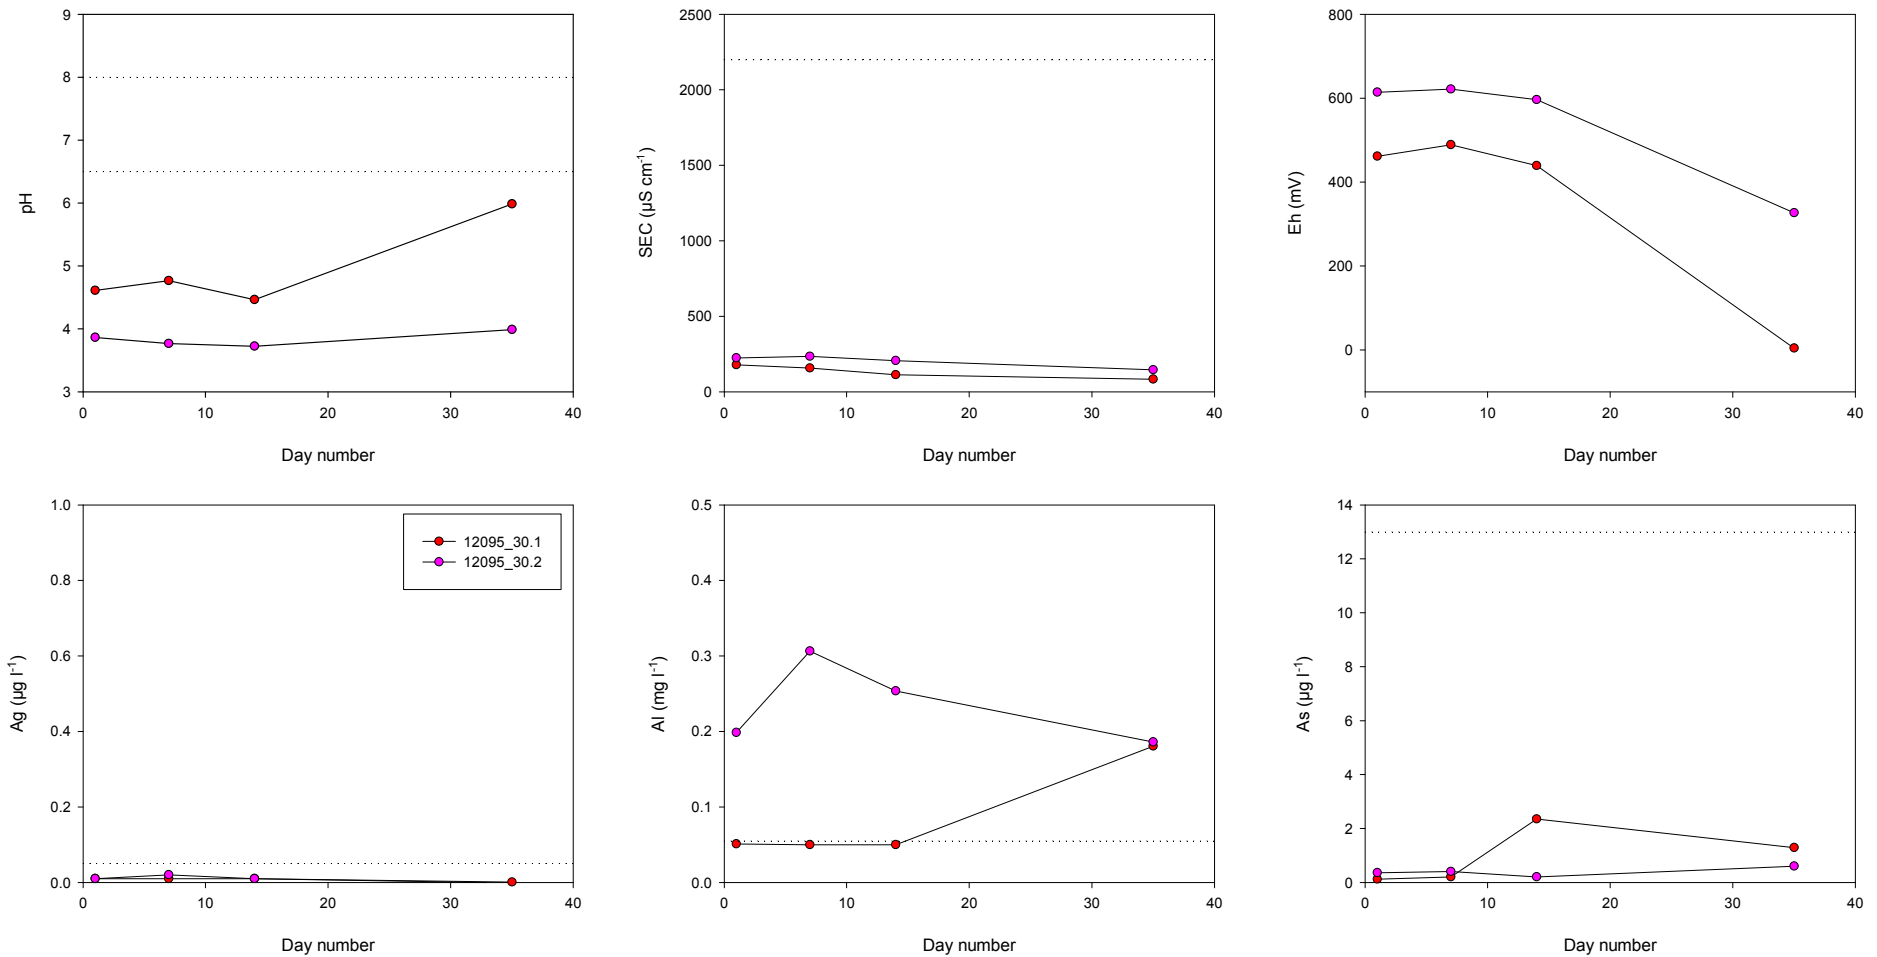 9
8
7
6
5
4
3
pH
0 10 20 30 40
Day number
2500
2000
1500
1000
500
0
SEC (µS cm-1)
0 10 20 30 40
Day number
800
600
400
200
0
Eh (mV)
0 10 20 30 40
Day number
1.0
0.8
0.6
0.4
0.2
0.0
Ag (µg l-1)
12095_30.1
12095_30.2
0 10 20 30 40
Day number
0.5
0.4
0.3
0.2
0.1
0.0
Al (mg l-1)
0 10 20 30 40
Day number
14
12
10
8
6
4
2
0
As (µg l-1)
0 10 20 30 40
Day number